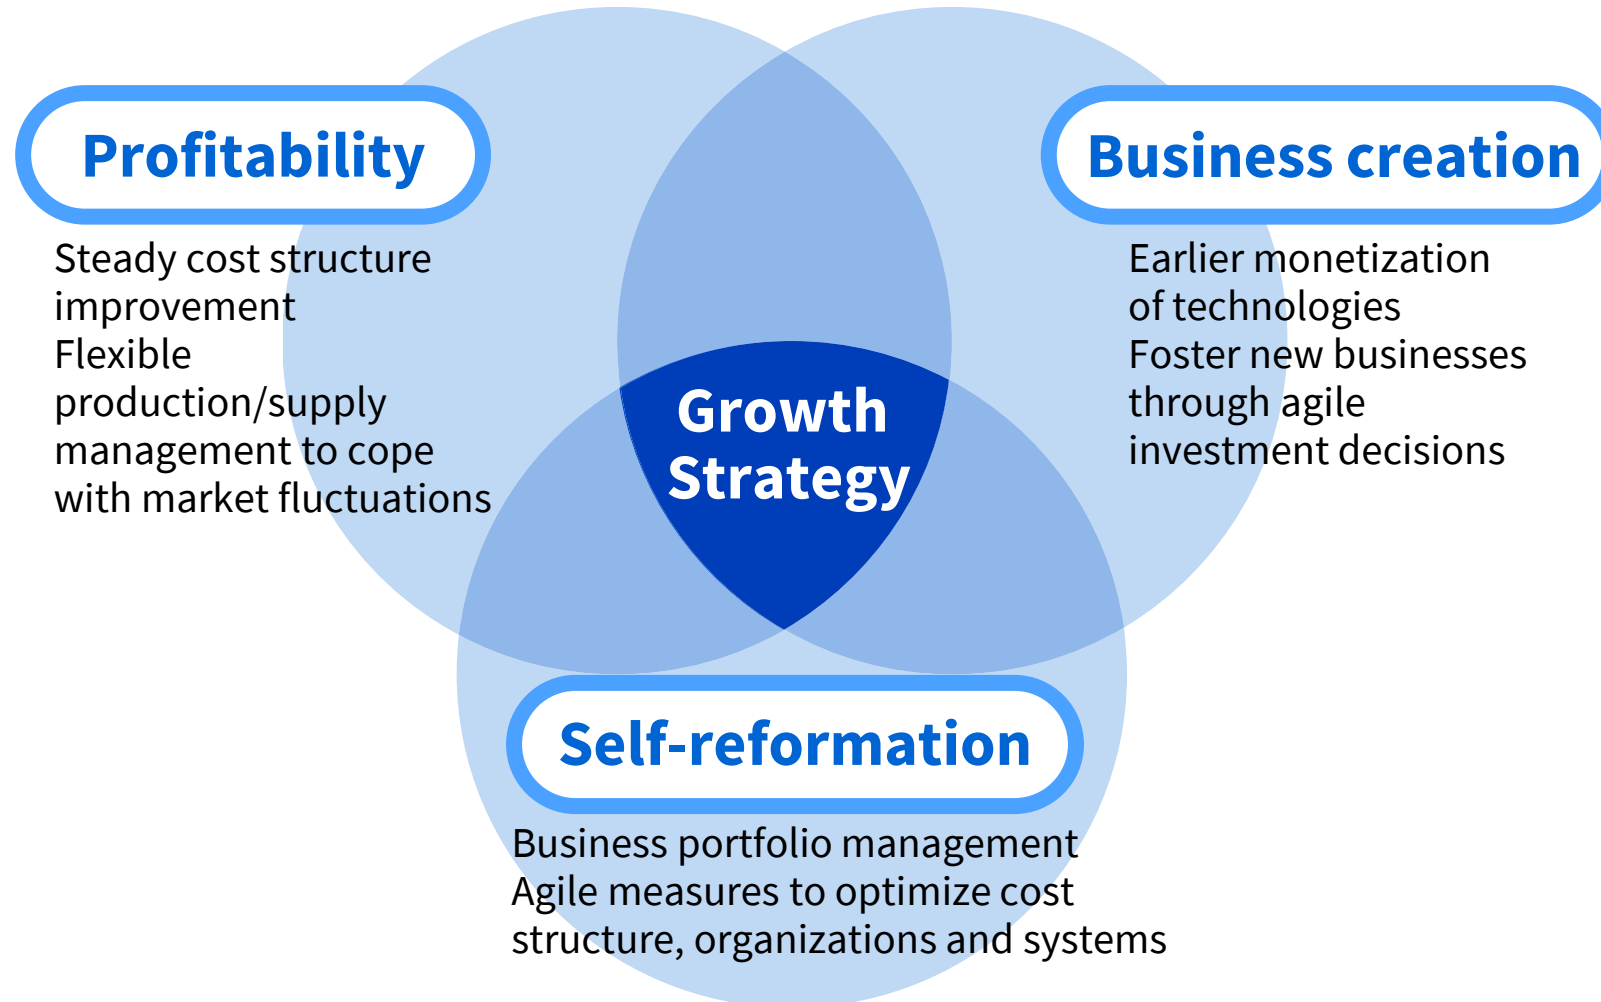 Profitability
Steady cost structure
improvement
Flexible
production/supply
management to cope
with market fluctuations
Business creation
Earlier monetization
of technologies
Foster new businesses
through agile
investment decisions
Growth
Strategy
Self-reformation
Business portfolio management
Agile measures to optimize cost
structure, organizations and systems